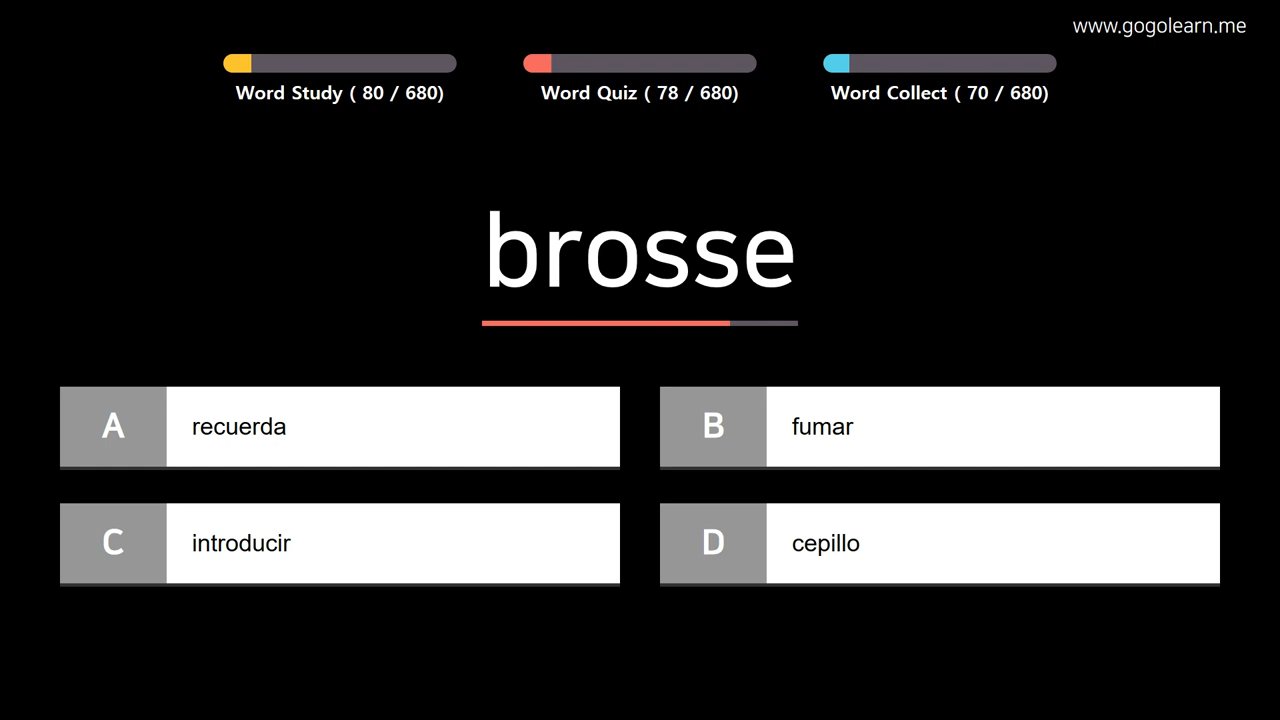 www.gogolearn.me
Word Study ( 80 / 680)
Word Quiz ( 78 / 680)
Word Collect ( 70 / 680)
brosse
A recuerda
B fumar
C introducir
D cepillo